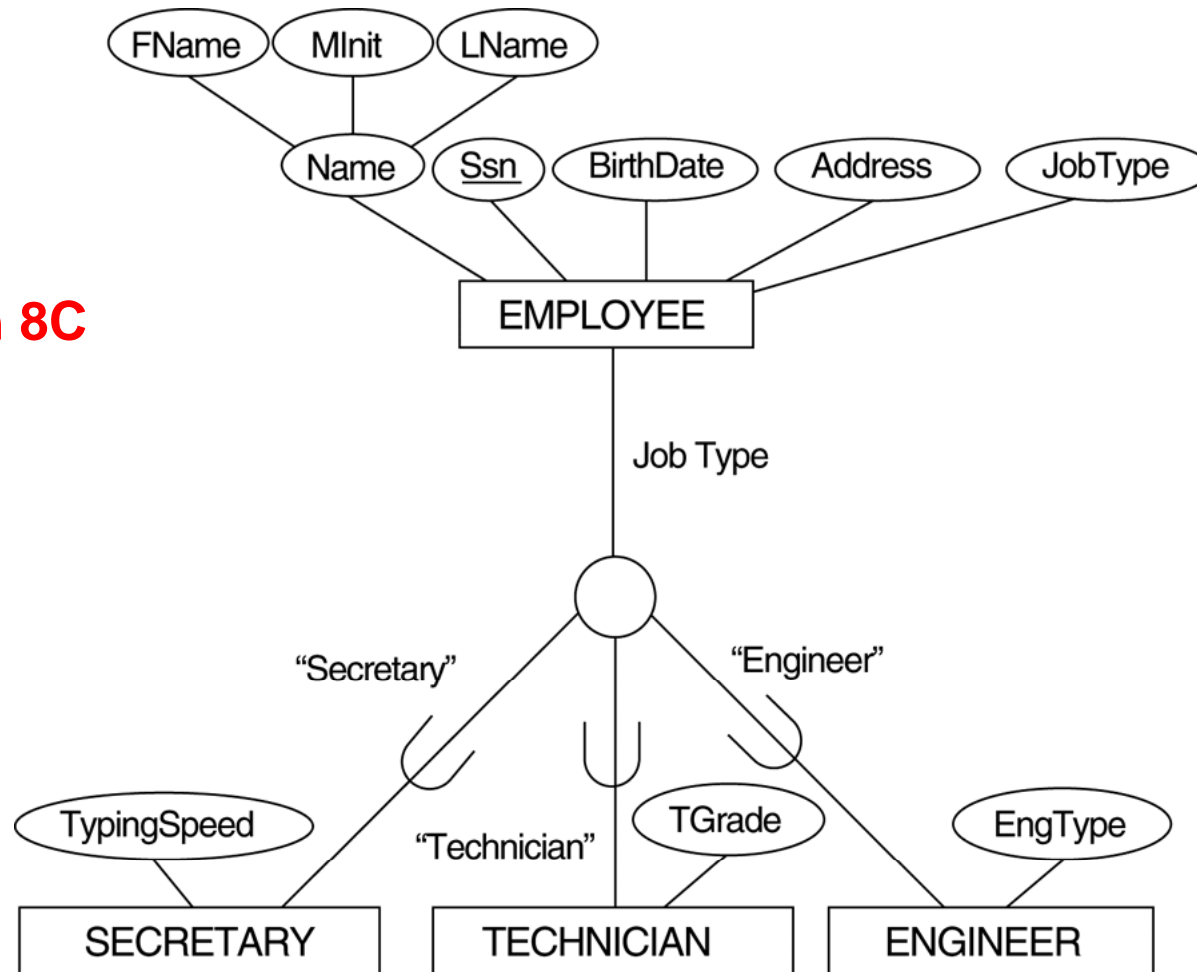 FName MInit LName
Name Ssn BirthDate Address JobType
8C
EMPLOYEE
Job Type
“Secretary” “Engineer”
TypingSpeed “Technician” TGrade EngType
SECRETARY TECHNICIAN ENGINEER